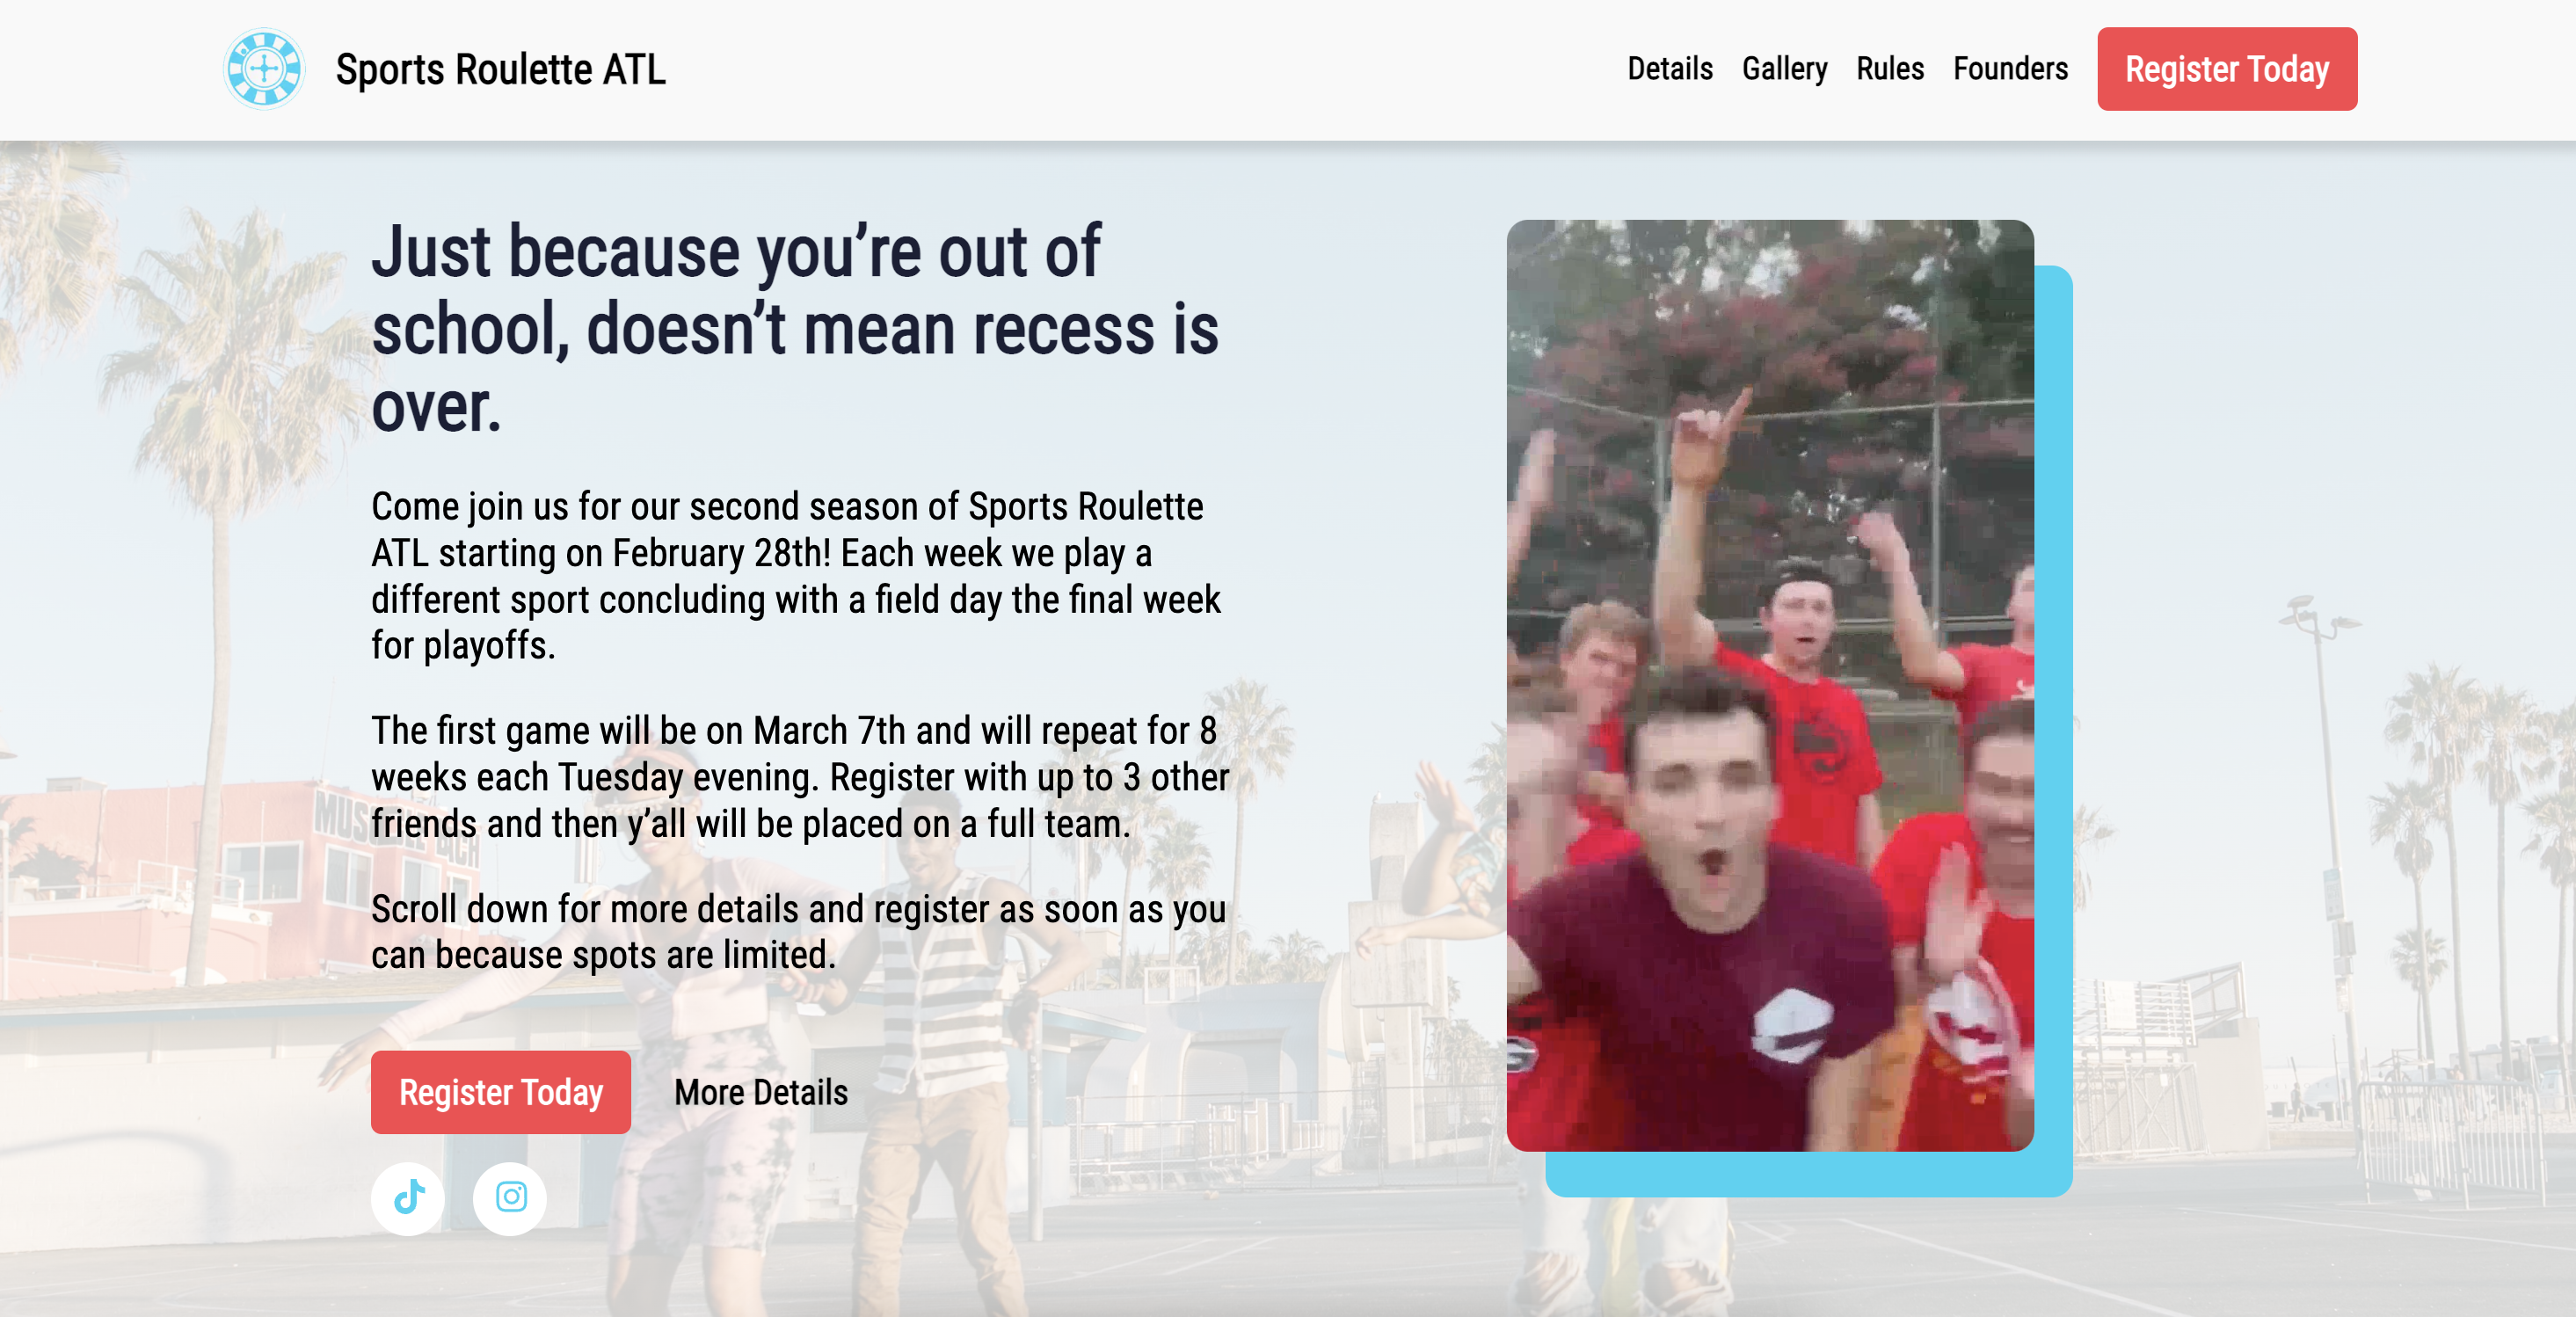 Sports Roulette ATL
Details Gallery Rules Founders Register Today
Just because you’re out of
school, doesn’t mean recess is
over.
Come join us for our second season of Sports Roulette
ATL starting on February 28th! Each week we play a
different sport concluding with a field day the final week
for playoffs.
The first game will be on March 7th and will repeat for 8
weeks each Tuesday evening. Register with up to 3 other
friends and then y’all will be placed on a full team.
Scroll down for more details and register as soon as you
can because spots are limited.
Register Today More Details